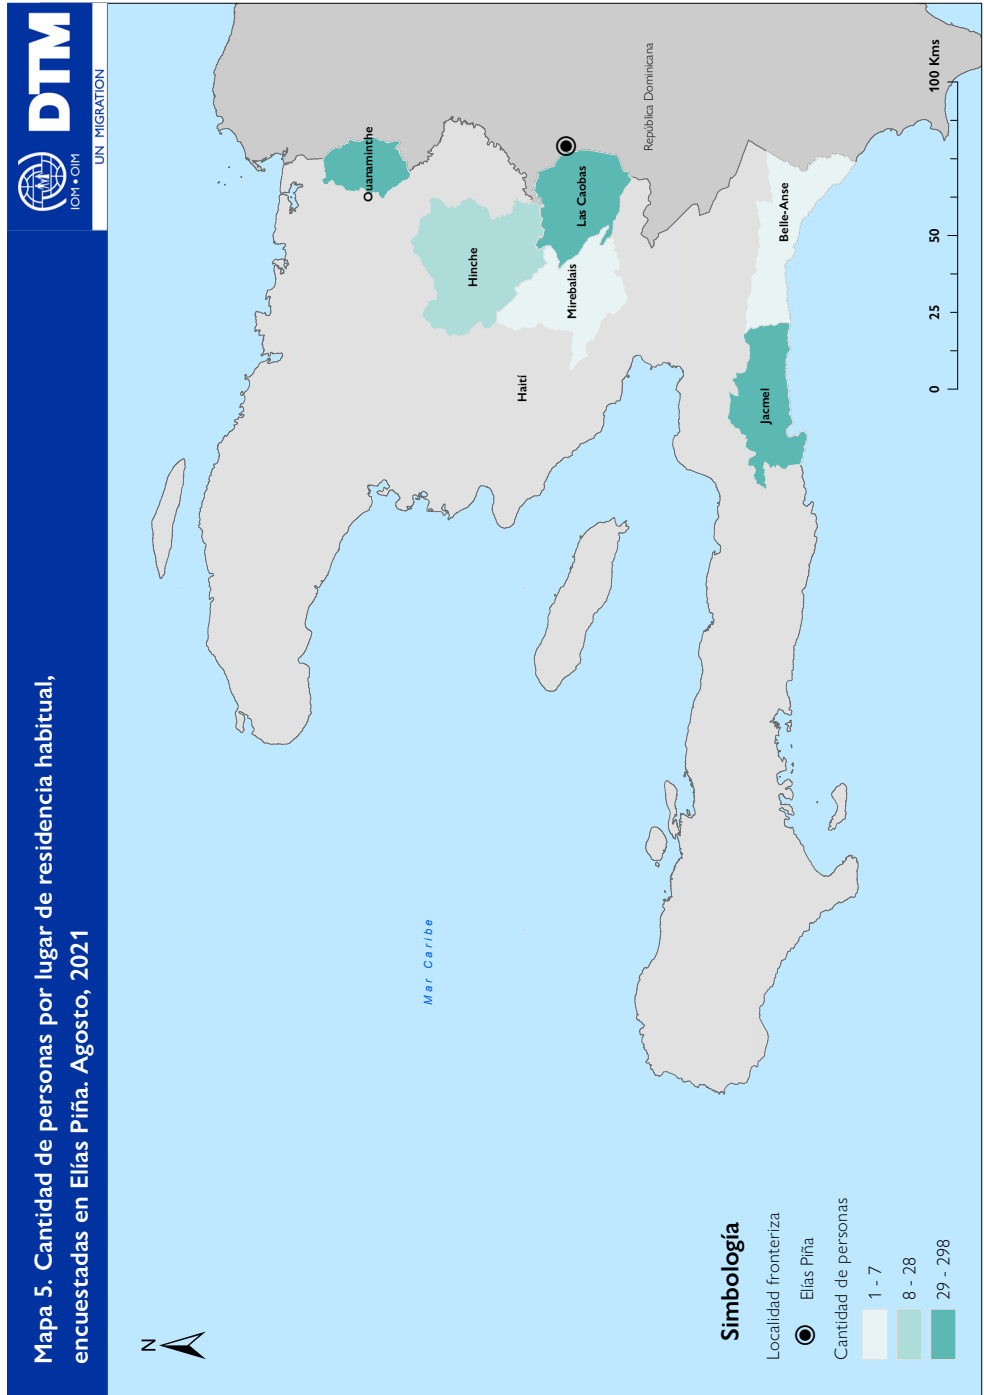 Mapa 5. Cantidad de personas por lugar de residencia habitual,
encuestadas en Elías Piña. Agosto, 2021
IOM • OIM
DTM
UN MIGRATION
N
Mar Caribe
Haití
República Dominicana
Ouanaminthe
Hinche
Las Caobas
Mirebalais
Belle-Anse
Jacmel
Simbología
Localidad fronteriza
Elías Piña
Cantidad de personas
1 - 7
8 - 28
29 - 298
0 25 50 100 Kms